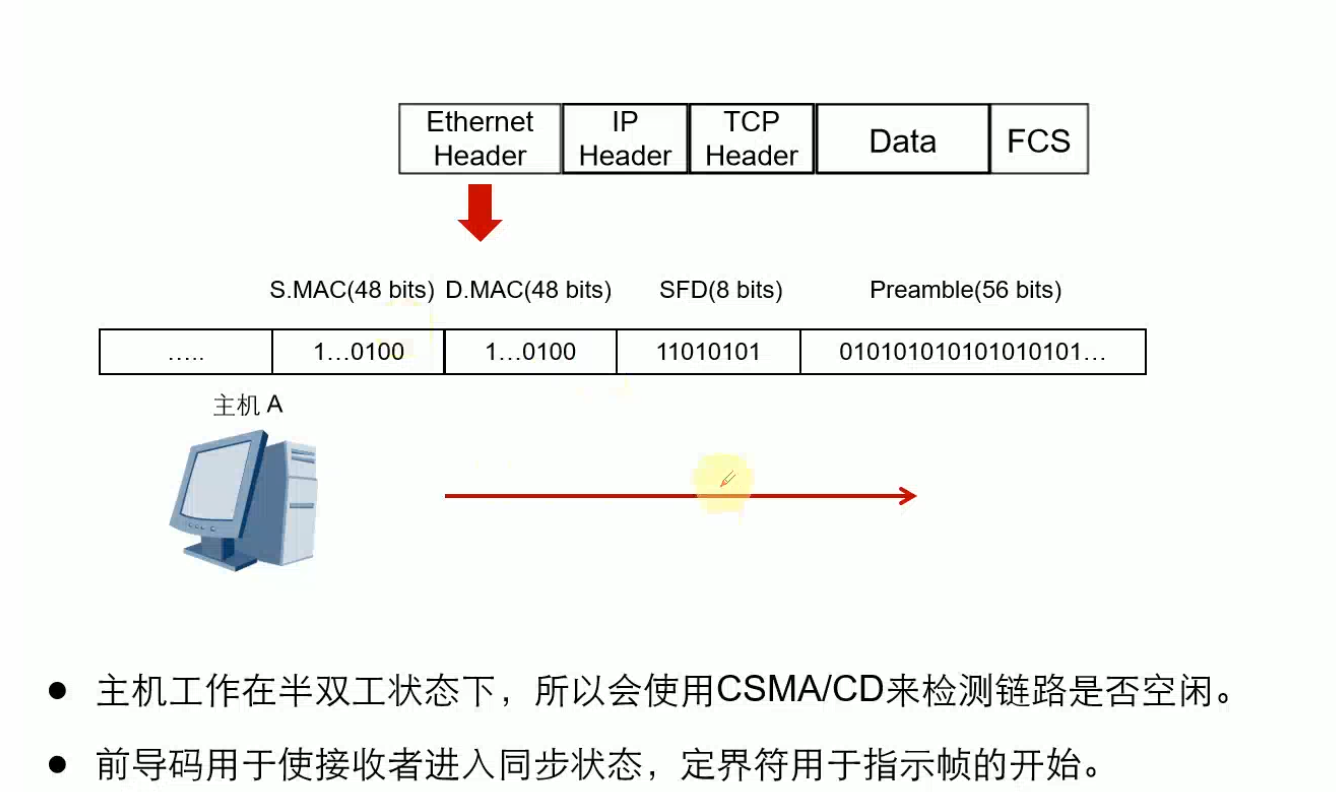 Ethernet Header
IP Header
TCP Header
Data
FCS
S.MAC(48 bits) D.MAC(48 bits) SFD(8 bits) Preamble(56 bits)
..... 1...0100 1...0100 11010101 010101010101010101...
主机 A
● 主机工作在半双工状态下，所以会使用CSMA/CD来检测链路是否空闲。
● 前导码用于使接收者进入同步状态，定界符用于指示帧的开始。